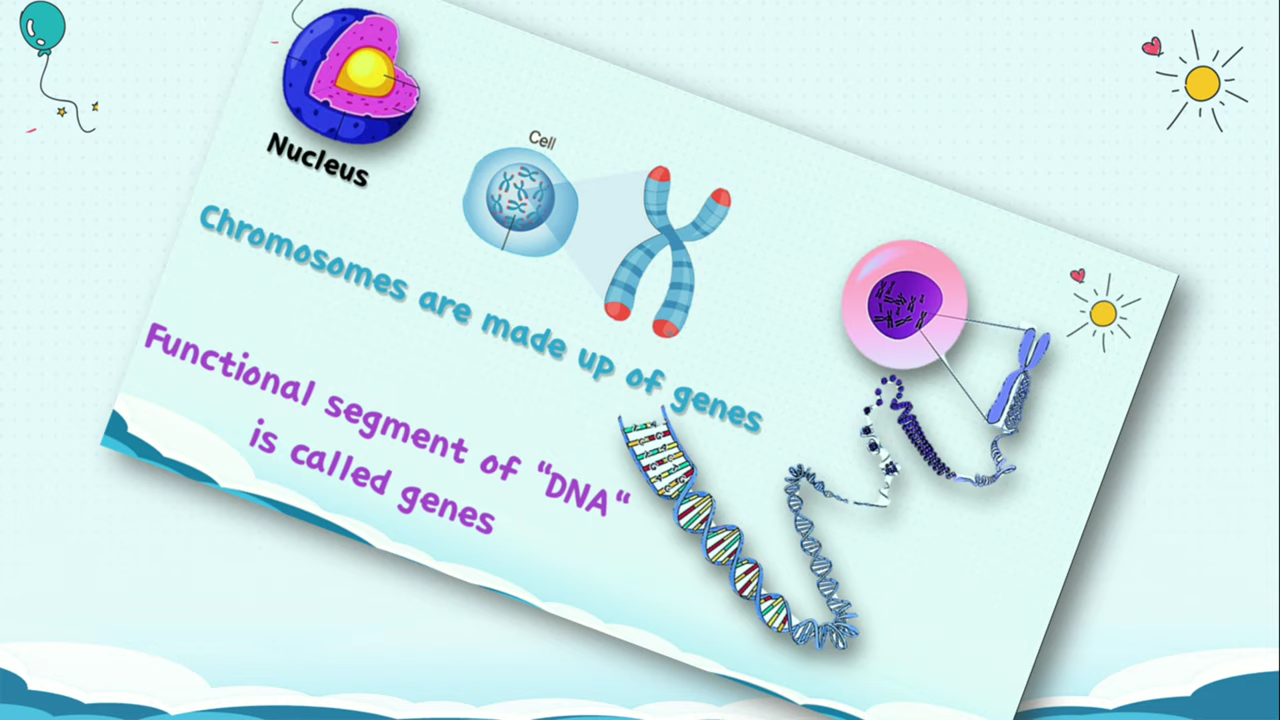 Nucleus
Cell
Chromosomes are made up of genes
Functional segment of “DNA“
is called genes